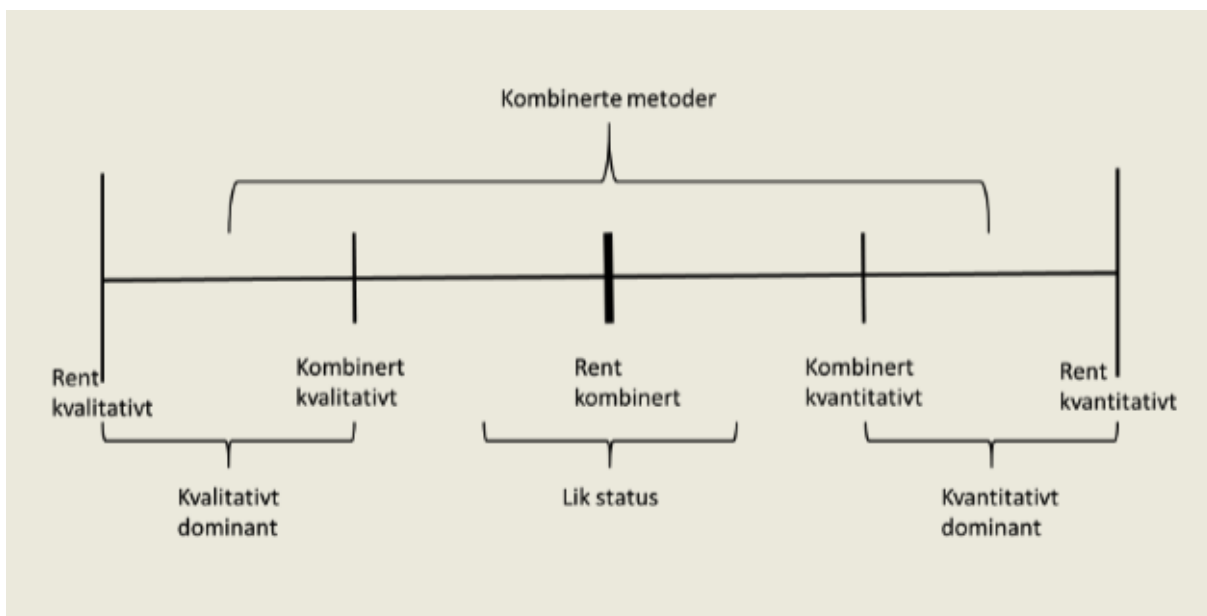 Kombinerte metoder
Rent
kvalitativt
Kombinert
kvalitativt
Rent
kombinert
Kombinert
kvantitativt
Rent
kvantitativt
Kvalitativt
dominant
Lik status
Kvantitativt
dominant